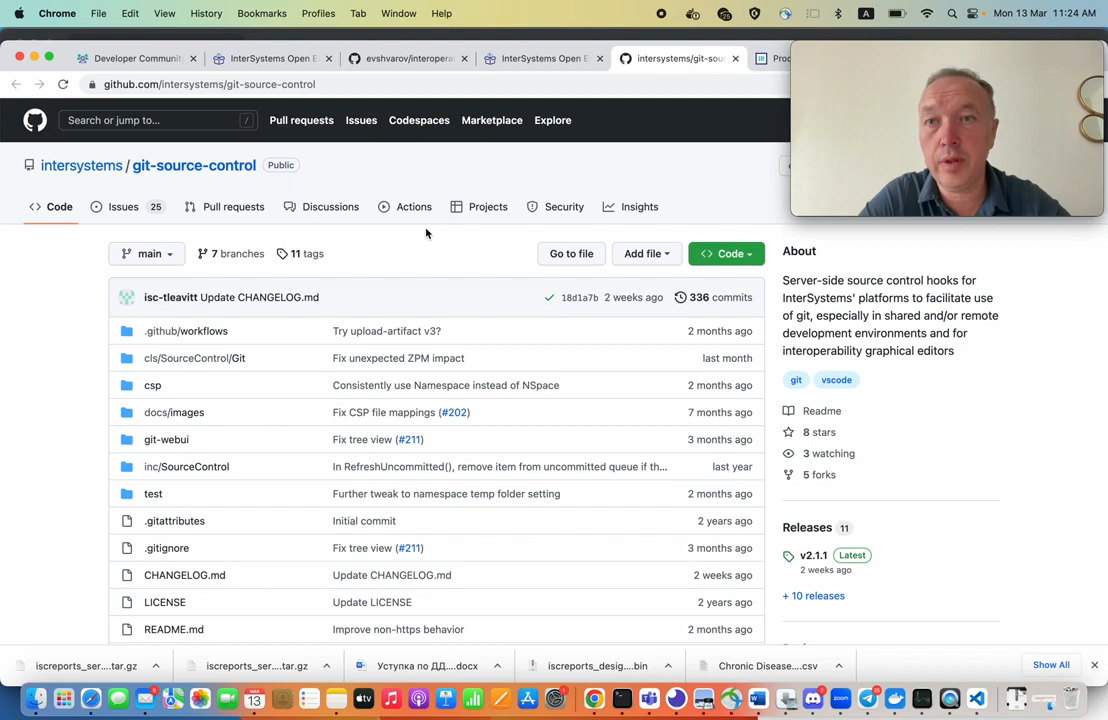 Chrome File Edit View History Bookmarks Profiles Tab Window Help A Mon 13 Mar 11:24 AM
Developer Communit InterSystems Open E evshvarov/interopera InterSystems Open E intersystems/git-sour Prod
github.com/intersystems/git-source-control
Search or jump to... / Pull requests Issues Codespaces Marketplace Explore
intersystems / git-source-control Public
Code Issues 25 Pull requests Discussions Actions Projects Security Insights
main 7 branches 11 tags Go to file Add file Code
isc-tleavitt Update CHANGELOG.md 18d1a7b 2 weeks ago 336 commits
.github/workflows Try upload-artifact v3? 2 months ago
cls/SourceControl/Git Fix unexpected ZPM impact last month
csp Consistently use Namespace instead of NSpace 2 months ago
docs/images Fix CSP file mappings (#202) 7 months ago
git-webui Fix tree view (#211) 3 months ago
inc/SourceControl In RefreshUncommitted(), remove item from uncommitted queue if th... last year
test Further tweak to namespace temp folder setting 2 months ago
.gitattributes Initial commit 2 years ago
.gitignore Fix tree view (#211) 3 months ago
CHANGELOG.md Update CHANGELOG.md 2 weeks ago
LICENSE Update LICENSE 2 years ago
README.md Improve non-https behavior 2 months ago
About
Server-side source control hooks for
InterSystems' platforms to facilitate use
of git, especially in shared and/or remote
development environments and for
interoperability graphical editors
git vscode
Readme
8 stars
3 watching
5 forks
Releases 11
v2.1.1 Latest
2 weeks ago
+ 10 releases
iscreports_ser....tar.gz iscreports_ser....tar.gz Уступка по ДД....docx iscreports_desig....bin Chronic Disease....csv Show All